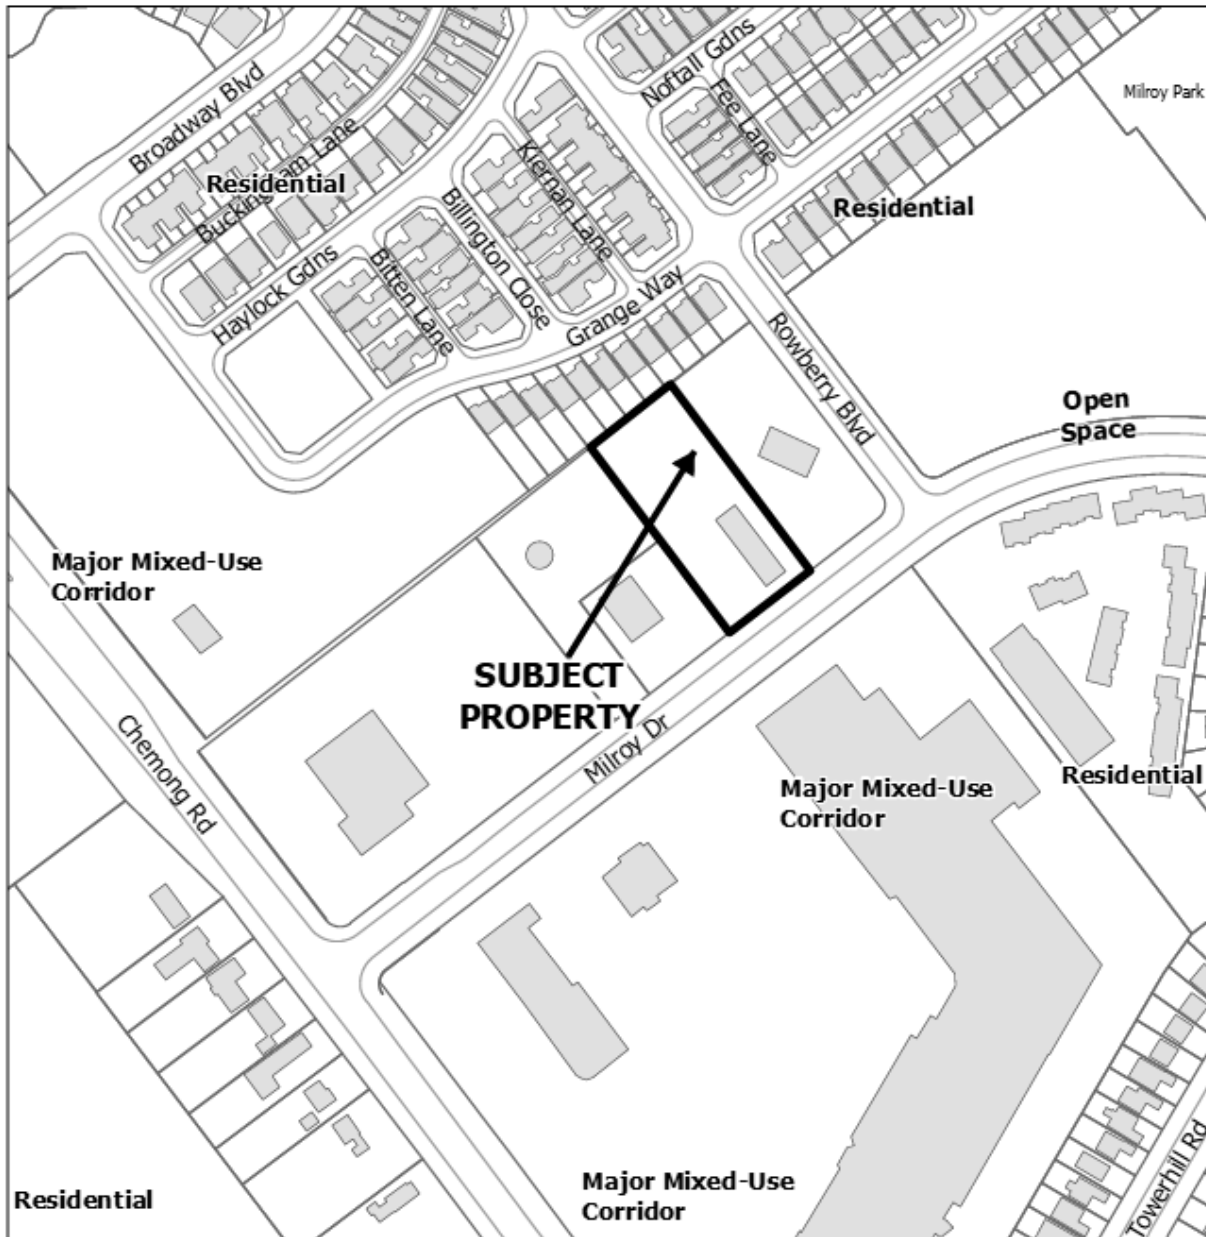 Noftall Gdns
Broadway Blvd
Fee Lane
Milroy Park
Buckingham Lane
Residential
Kiernan Lane
Residential
Billington Close
Haylock Gdns
Bitten Lane
Grange Way
Rowberry Blvd
Open
Space
Major Mixed-Use
Corridor
SUBJECT
PROPERTY
Milroy Dr
Chemong Rd
Residential
Major Mixed-Use
Corridor
Towerhill Rd
Major Mixed-Use
Corridor
Residential